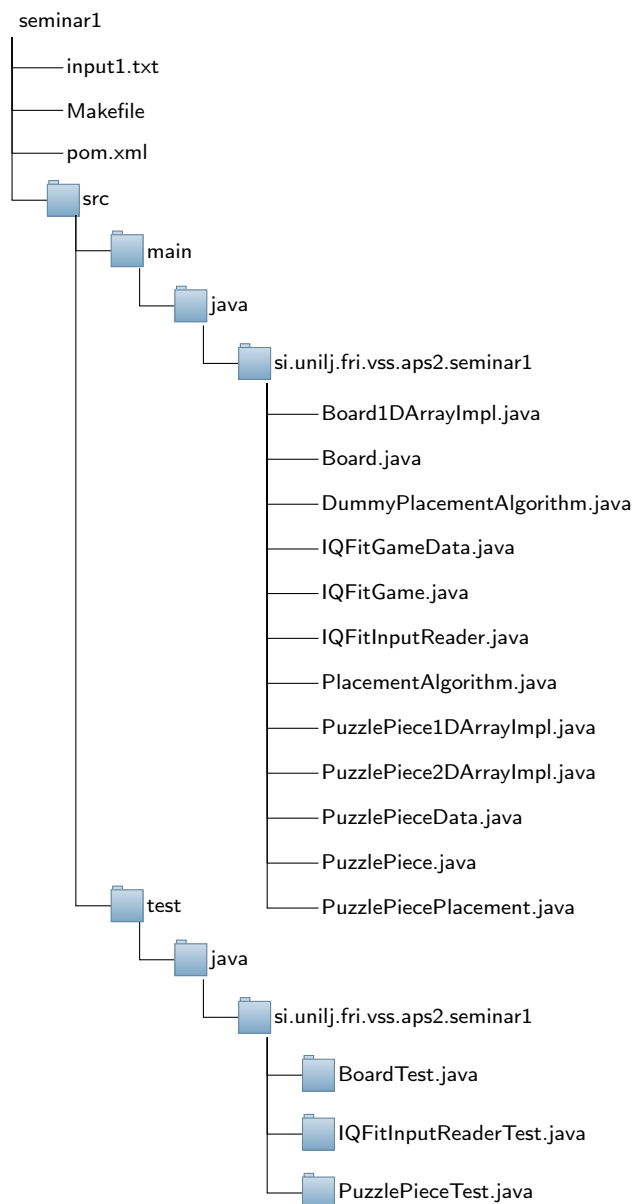 seminar1
input1.txt
Makefile
pom.xml
src
main
java
si.unilj.fri.vss.aps2.seminar1
Board1DArrayImpl.java
Board.java
DummyPlacementAlgorithm.java
IQFitGameData.java
IQFitGame.java
IQFitInputReader.java
PlacementAlgorithm.java
PuzzlePiece1DArrayImpl.java
PuzzlePiece2DArrayImpl.java
PuzzlePieceData.java
PuzzlePiece.java
PuzzlePiecePlacement.java
test
java
si.unilj.fri.vss.aps2.seminar1
BoardTest.java
IQFitInputReaderTest.java
PuzzlePieceTest.java